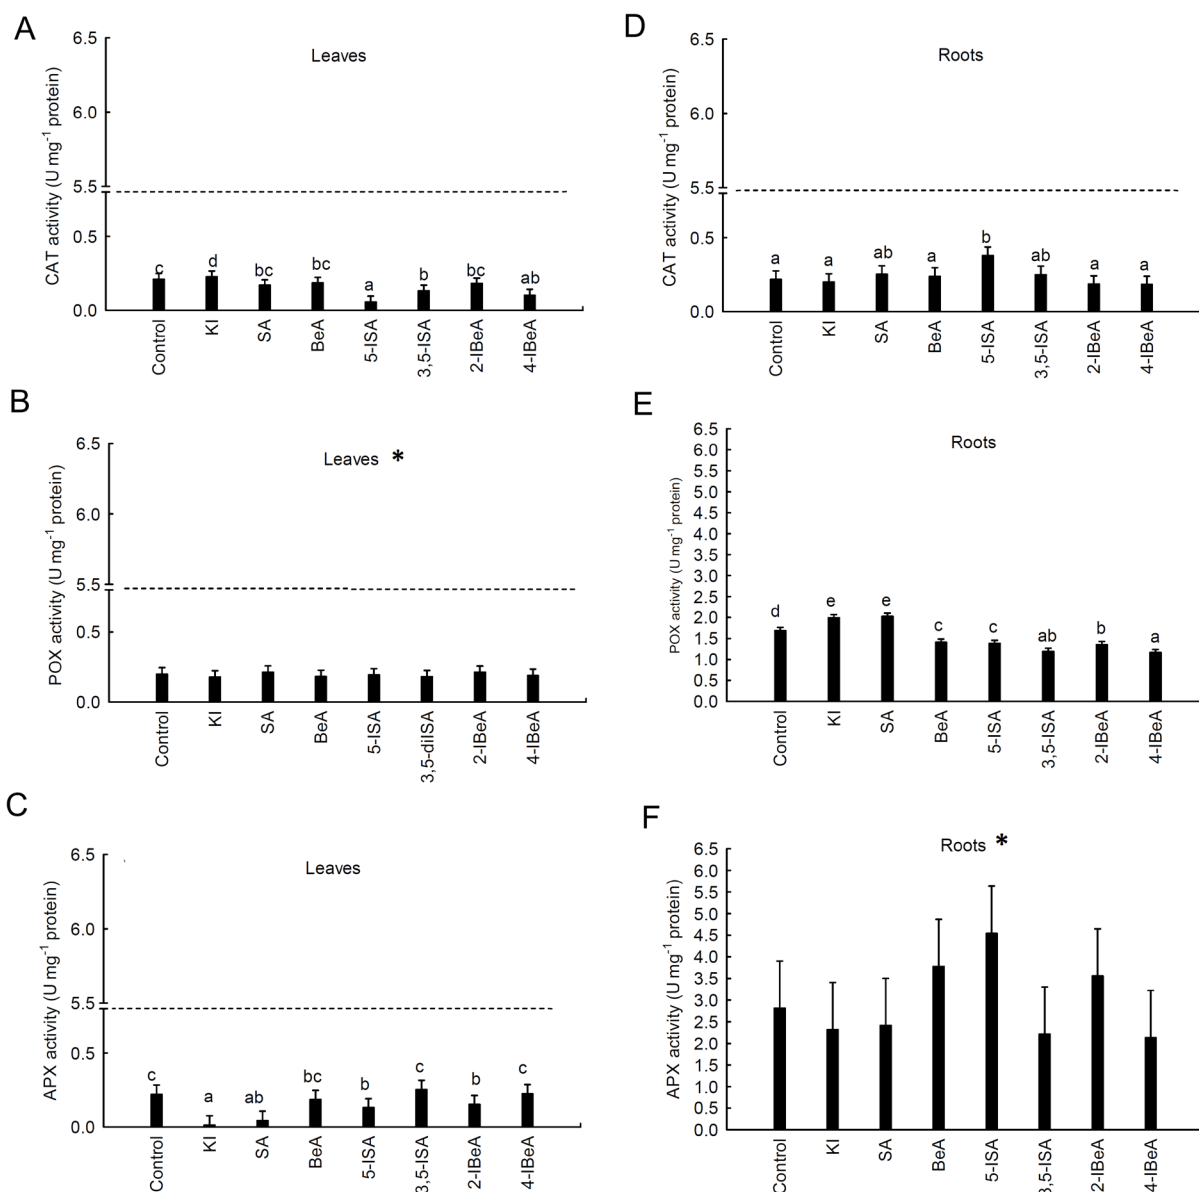 A
Leaves
CAT activity (U mg⁻¹ protein)
6.5
6.0
5.5
0.5
0.0
c d bc bc a b bc ab
Control KI SA BeA 5-ISA 3,5-ISA 2-IBeA 4-IBeA
D
Roots
CAT activity (U mg⁻¹ protein)
6.5
6.0
5.5
0.5
0.0
a a ab a b ab a a
Control KI SA BeA 5-ISA 3,5-ISA 2-IBeA 4-IBeA
B
Leaves *
POX activity (U mg⁻¹ protein)
6.5
6.0
5.5
0.5
0.0
Control KI SA BeA 5-ISA 3,5-diISA 2-IBeA 4-IBeA
E
Roots
POX activity (U mg⁻¹ protein)
6.5
6.0
5.5
5.0
4.5
4.0
3.5
3.0
2.5
2.0
1.5
1.0
0.5
0.0
d e e c c ab b a
Control KI SA BeA 5-ISA 3,5-ISA 2-IBeA 4-IBeA
C
Leaves
APX activity (U mg⁻¹ protein)
6.5
6.0
5.5
0.5
0.0
c a ab bc b c b c
Control KI SA BeA 5-ISA 3,5-ISA 2-IBeA 4-IBeA
F
Roots *
APX activity (U mg⁻¹ protein)
6.5
6.0
5.5
5.0
4.5
4.0
3.5
3.0
2.5
2.0
1.5
1.0
0.5
0.0
Control KI SA BeA 5-ISA 3,5-ISA 2-IBeA 4-IBeA